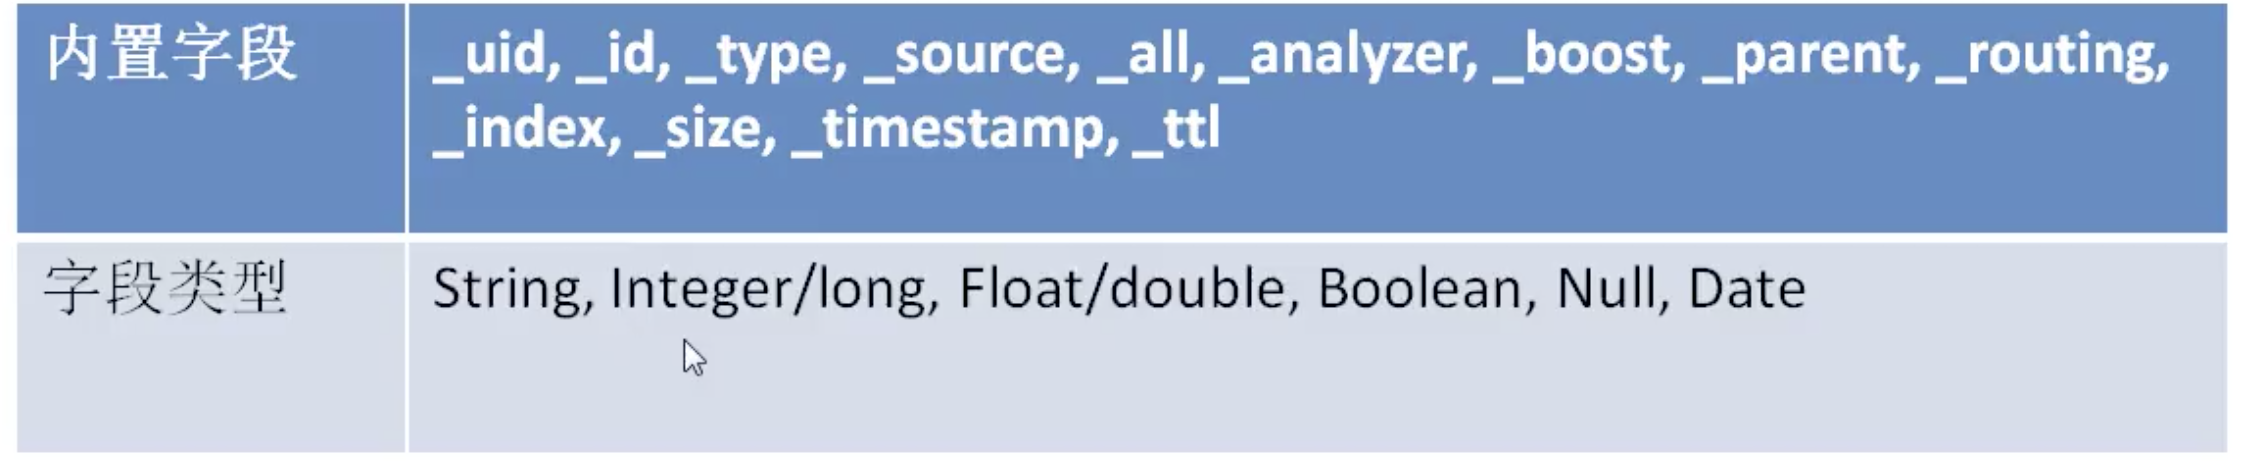 内置字段
_uid, _id, _type, _source, _all, _analyzer, _boost, _parent, _routing,
_index, _size, _timestamp, _ttl
字段类型
String, Integer/long, Float/double, Boolean, Null, Date